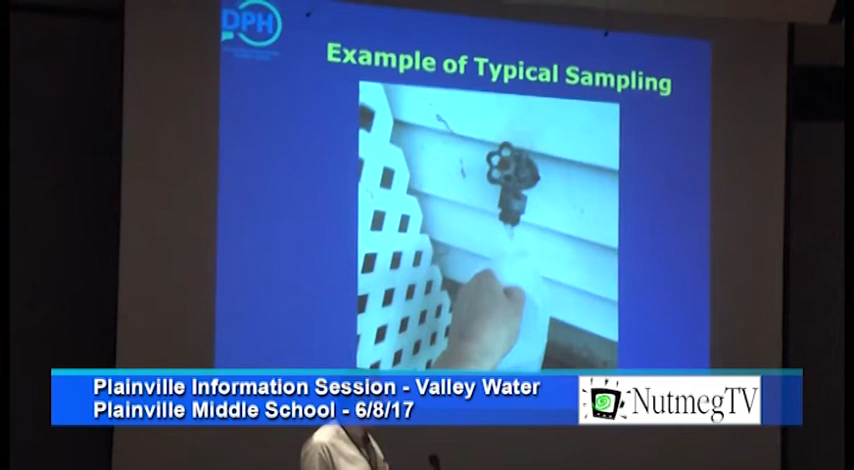 DPH
Example of Typical Sampling
Plainville Information Session - Valley Water
Plainville Middle School - 6/8/17
NutmegTV